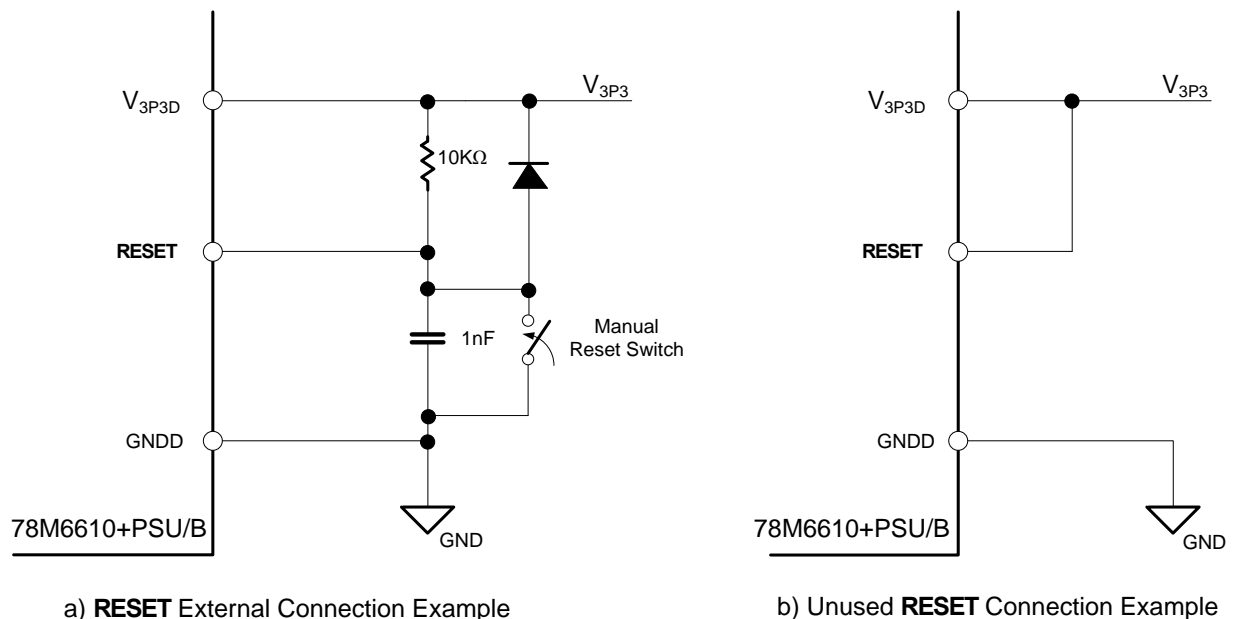 V3P3D
V3P3
10KΩ
RESET
1nF
Manual
Reset Switch
GNDD
78M6610+PSU/B
GND
a) RESET External Connection Example
V3P3D
V3P3
RESET
GNDD
78M6610+PSU/B
GND
b) Unused RESET Connection Example